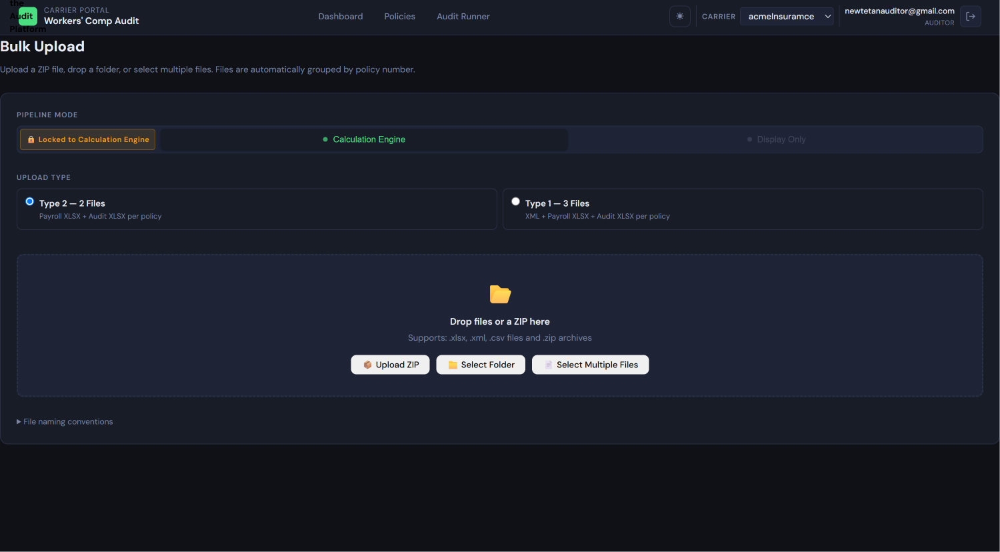 the
Audit
Platform
CARRIER PORTAL
Workers' Comp Audit
Dashboard
Policies
Audit Runner
CARRIER
acmeInsuramce
newtetanauditor@gmail.com
AUDITOR
Bulk Upload
Upload a ZIP file, drop a folder, or select multiple files. Files are automatically grouped by policy number.
PIPELINE MODE
Locked to Calculation Engine
Calculation Engine
Display Only
UPLOAD TYPE
Type 2 — 2 Files
Payroll XLSX + Audit XLSX per policy
Type 1 — 3 Files
XML + Payroll XLSX + Audit XLSX per policy
Drop files or a ZIP here
Supports: .xlsx, .xml, .csv files and .zip archives
Upload ZIP
Select Folder
Select Multiple Files
File naming conventions